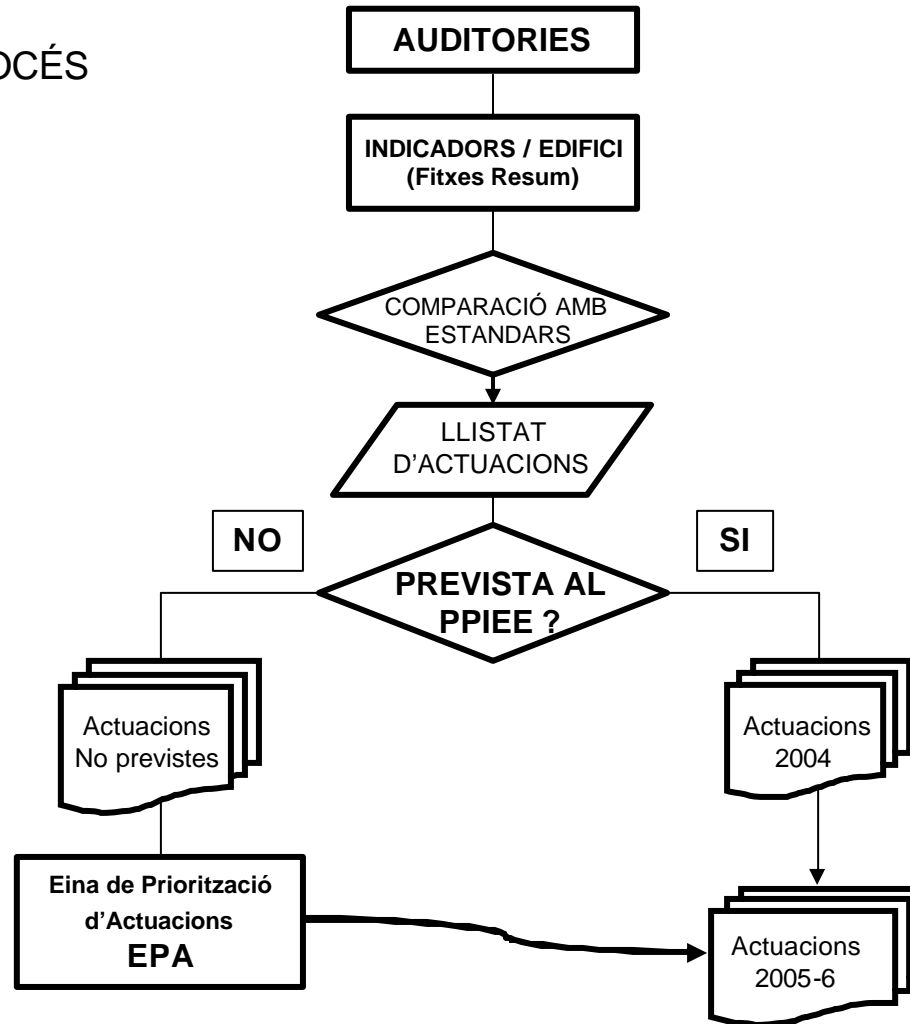 OCÉS
AUDITORIES
INDICADORS / EDIFICI
(Fitxes Resum)
COMPARACIÓ AMB
ESTANDARS
LLISTAT
D’ACTUACIONS
NO
SI
PREVISTA AL
PPIEE ?
Actuacions
No previstes
Actuacions
2004
Eina de Priorització
d’Actuacions
EPA
Actuacions
2005-6